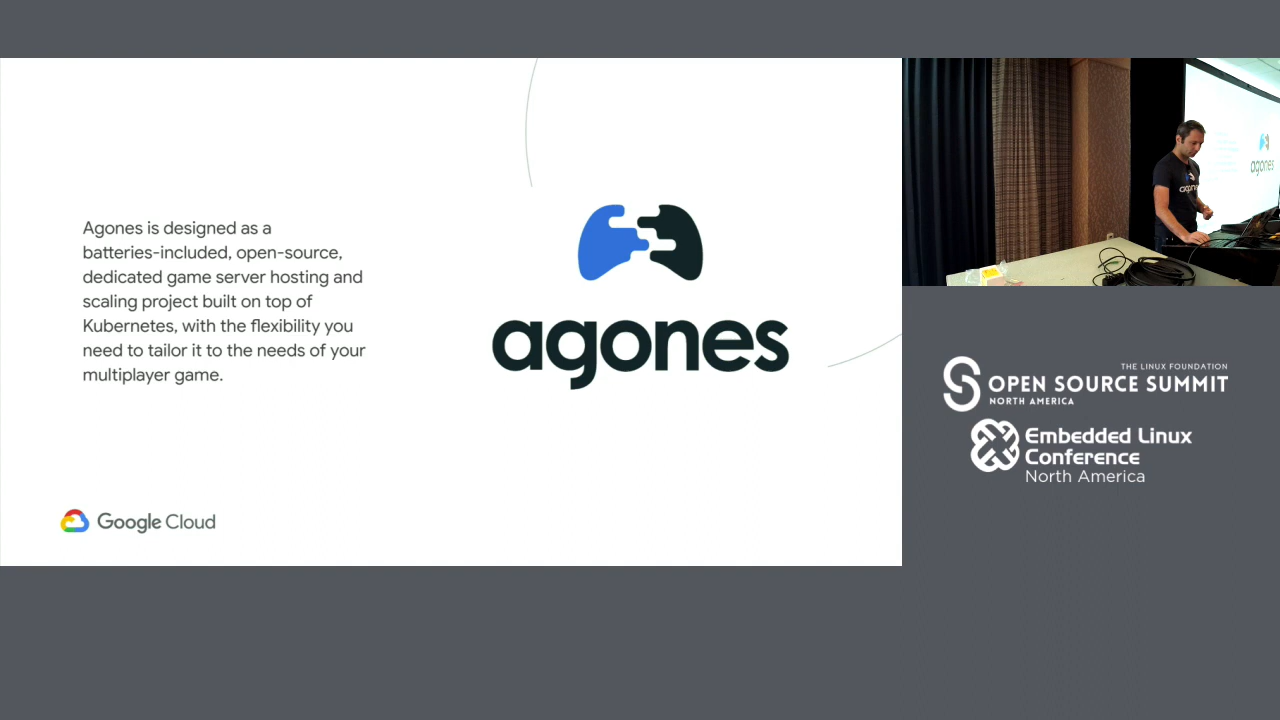 Agones is designed as a
batteries-included, open-source,
dedicated game server hosting and
scaling project built on top of
Kubernetes, with the flexibility you
need to tailor it to the needs of your
multiplayer game.
agones
Google Cloud
agones
THE LINUX FOUNDATION
OPEN SOURCE SUMMIT
NORTH AMERICA
Embedded Linux
Conference
North America